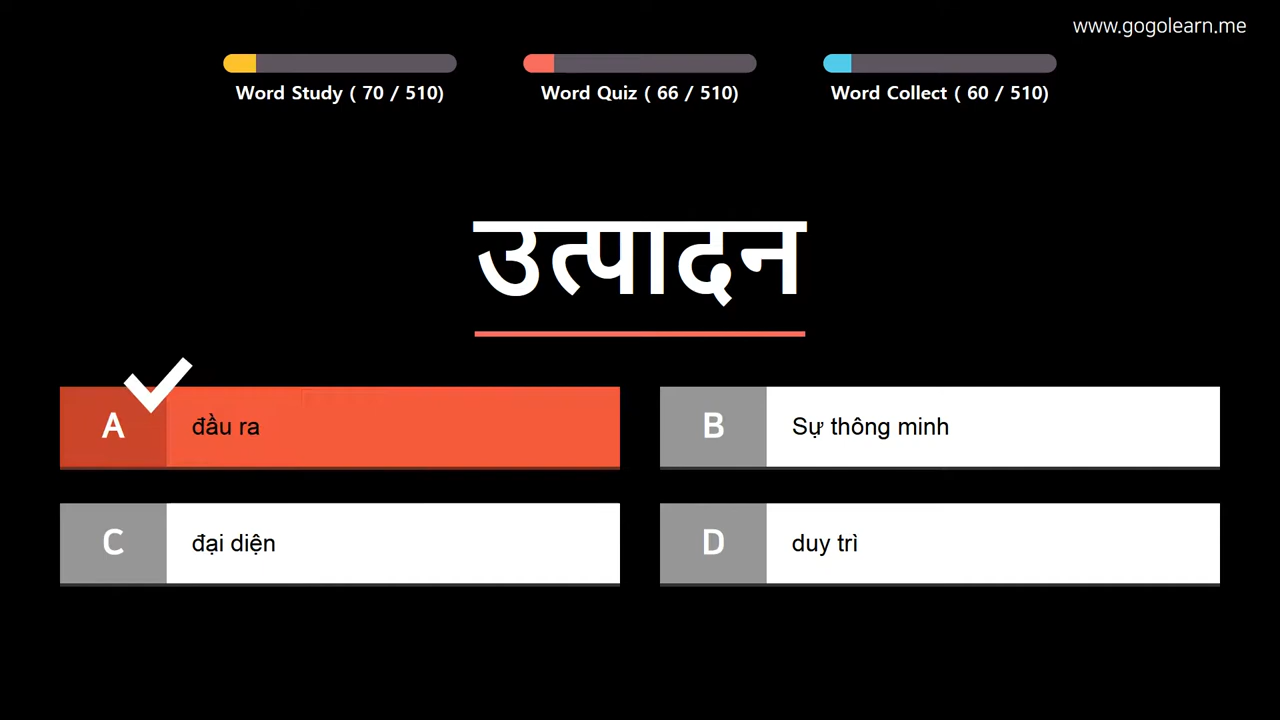 www.gogolearn.me
Word Study ( 70 / 510)
Word Quiz ( 66 / 510)
Word Collect ( 60 / 510)
उत्पादन
A
đầu ra
B
Sự thông minh
C
đại diện
D
duy trì